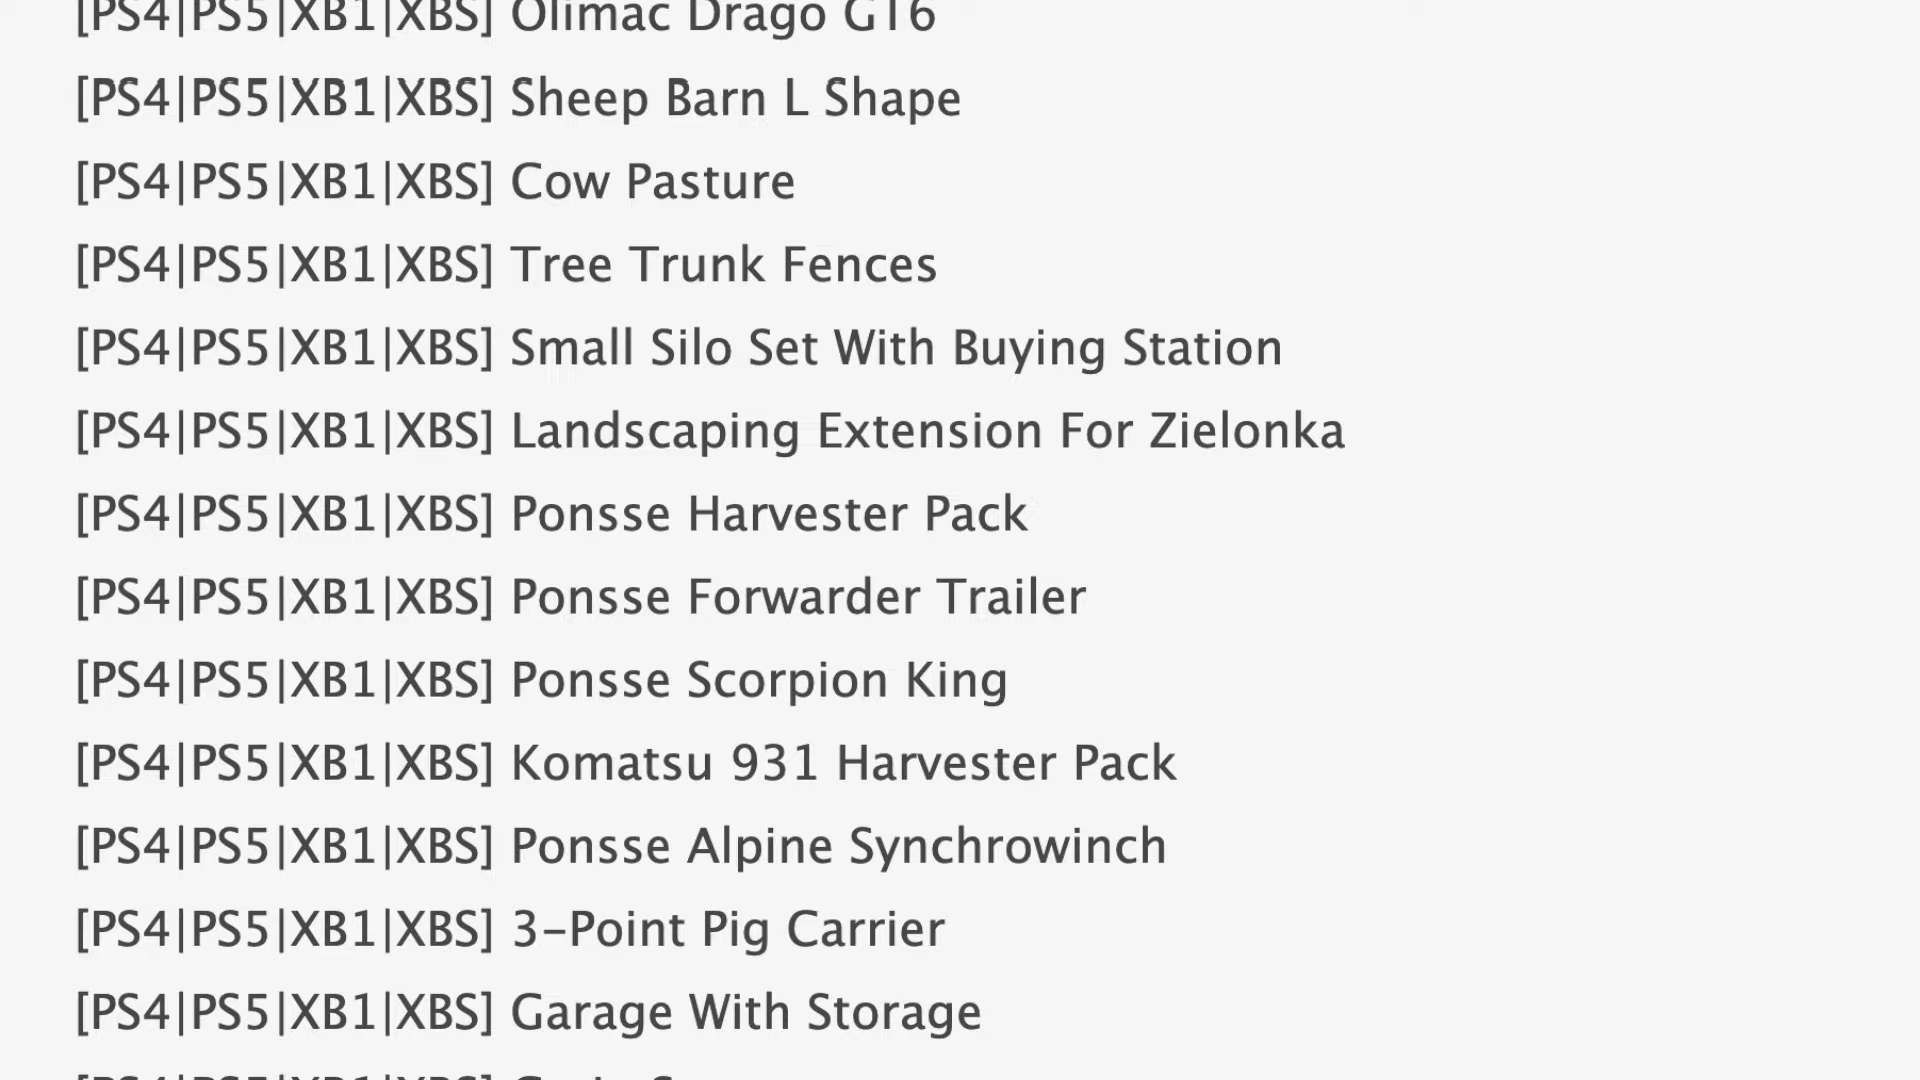 [PS4|PS5|XB1|XBS] Olimac Drago GT6
[PS4|PS5|XB1|XBS] Sheep Barn L Shape
[PS4|PS5|XB1|XBS] Cow Pasture
[PS4|PS5|XB1|XBS] Tree Trunk Fences
[PS4|PS5|XB1|XBS] Small Silo Set With Buying Station
[PS4|PS5|XB1|XBS] Landscaping Extension For Zielonka
[PS4|PS5|XB1|XBS] Ponsse Harvester Pack
[PS4|PS5|XB1|XBS] Ponsse Forwarder Trailer
[PS4|PS5|XB1|XBS] Ponsse Scorpion King
[PS4|PS5|XB1|XBS] Komatsu 931 Harvester Pack
[PS4|PS5|XB1|XBS] Ponsse Alpine Synchrowinch
[PS4|PS5|XB1|XBS] 3-Point Pig Carrier
[PS4|PS5|XB1|XBS] Garage With Storage
[PS4|PS5|XB1|XBS]